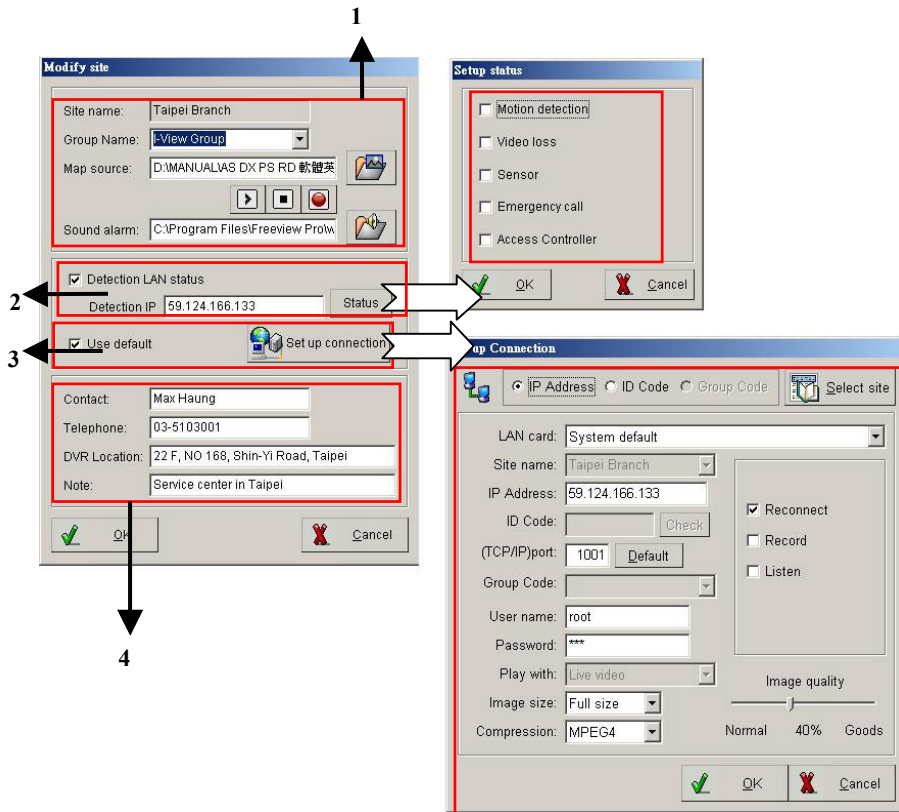 1
Modify site
Site name: Taipei Branch
Group Name: I-View Group
Map source: D:\MANUAL\AS DX PS RD 軟體英
Sound alarm: C:\Program Files\Freeview Pro\w
2
Detection LAN status
Detection IP 59.124.166.133 Status
3
Use default Set up connection
Contact: Max Haung
Telephone: 03-5103001
DVR Location: 22 F, NO 168, Shin-Yi Road, Taipei
Note: Service center in Taipei
OK Cancel
4
Setup status
Motion detection
Video loss
Sensor
Emergency call
Access Controller
OK Cancel
up Connection
IP Address ID Code Group Code Select site
LAN card: System default
Site name: Taipei Branch
IP Address: 59.124.166.133
Reconnect
ID Code: Check
Record
(TCP/IP)port: 1001 Default
Listen
Group Code:
User name: root
Password: ***
Play with: Live video
Image quality
Image size: Full size
Compression: MPEG4
Normal 40% Goods
OK Cancel